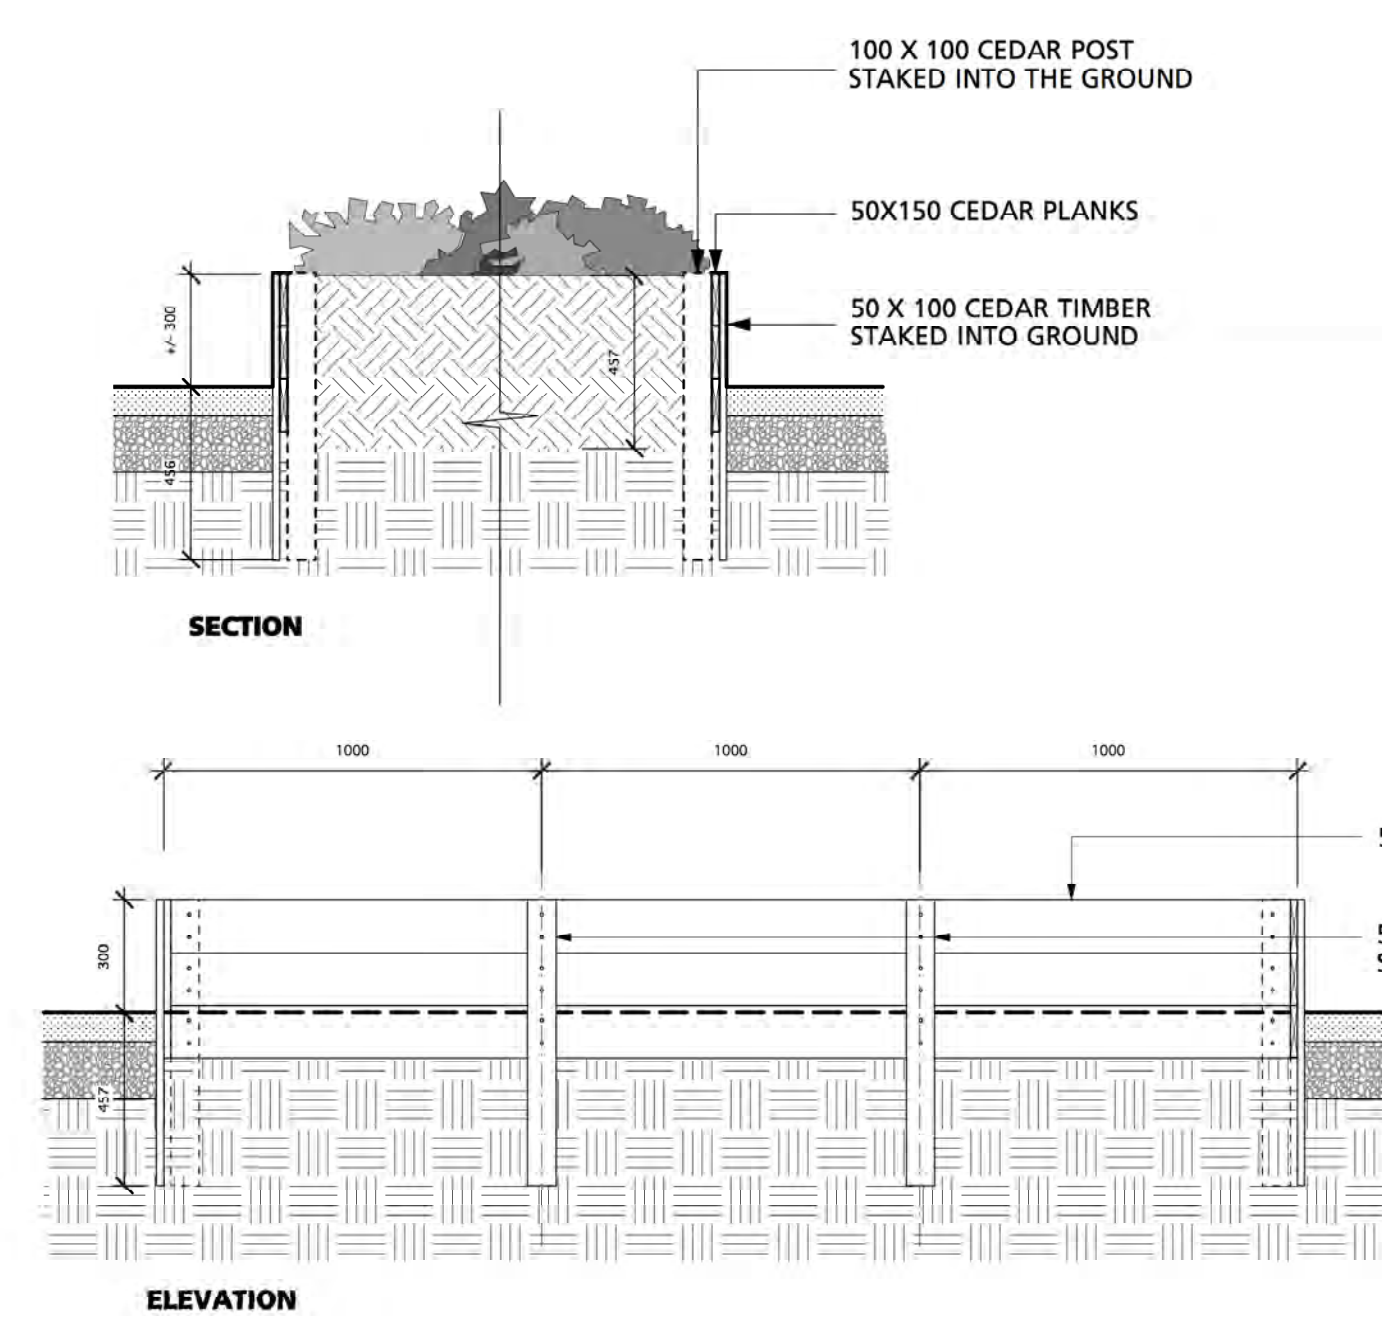 100 X 100 CEDAR POST
STAKED INTO THE GROUND
50X150 CEDAR PLANKS
50 X 100 CEDAR TIMBER
STAKED INTO GROUND
+/- 300
457
456
SECTION
1000
1000
1000
300
457
ELEVATION